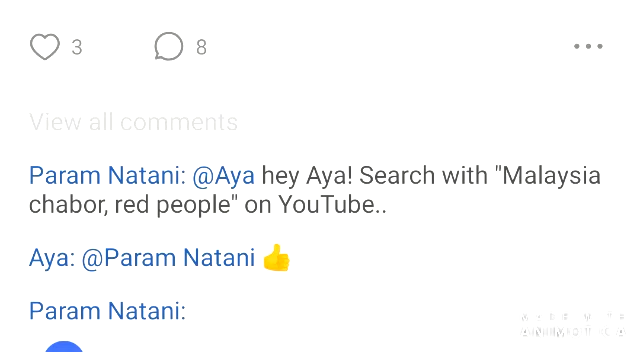 3 8
View all comments
Param Natani: @Aya hey Aya! Search with "Malaysia
chabor, red people" on YouTube..
Aya: @Param Natani 👍
Param Natani: